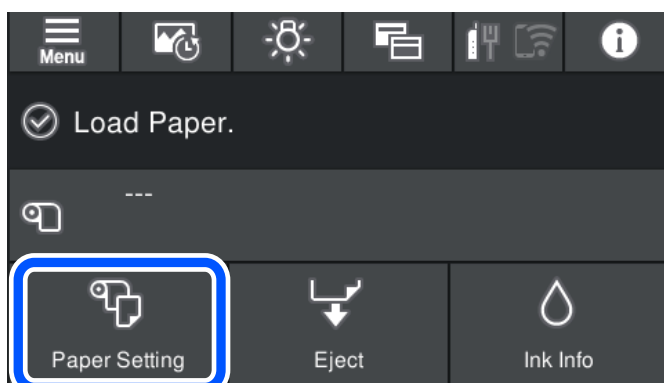 Menu
i
Load Paper.
---
Paper Setting
Eject
Ink Info